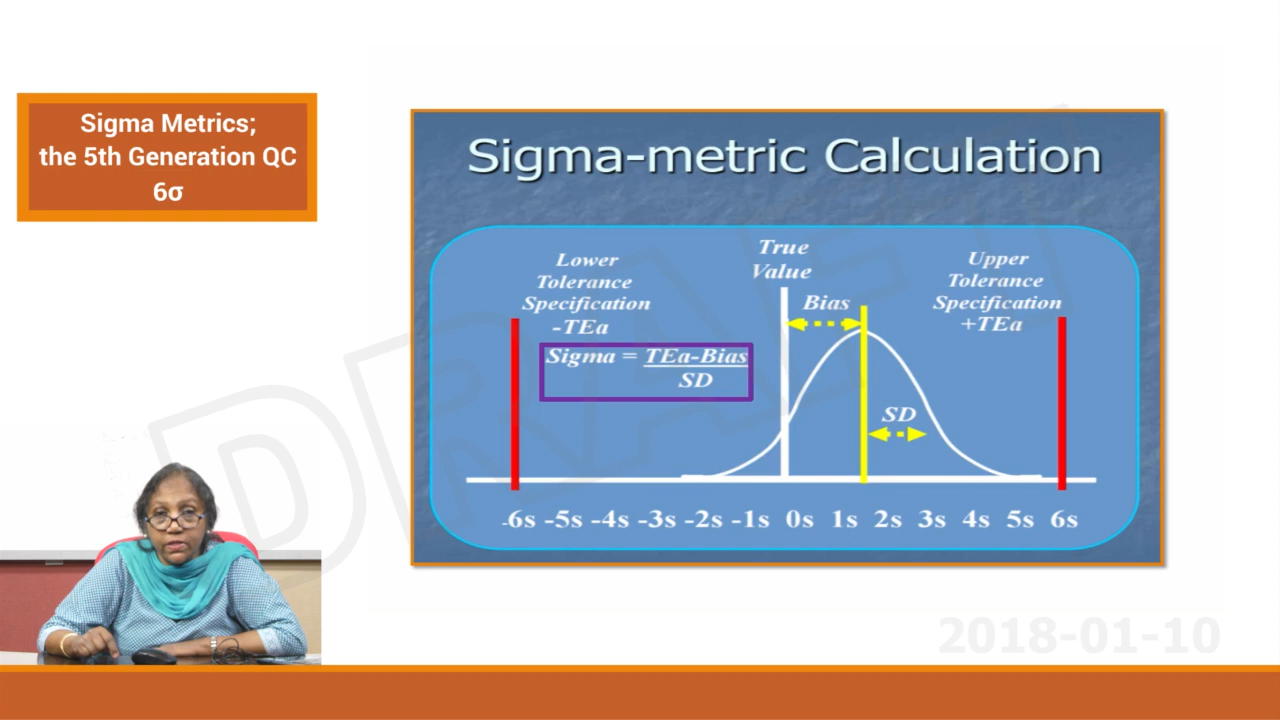 Sigma Metrics;
the 5th Generation QC
6σ
Sigma-metric Calculation
True
Value
Lower
Tolerance
Specification
-TEa
Upper
Tolerance
Specification
+TEa
Bias
Sigma = TEa-Bias
SD
SD
-6s -5s -4s -3s -2s -1s 0s 1s 2s 3s 4s 5s 6s
DRAFT
2018-01-10